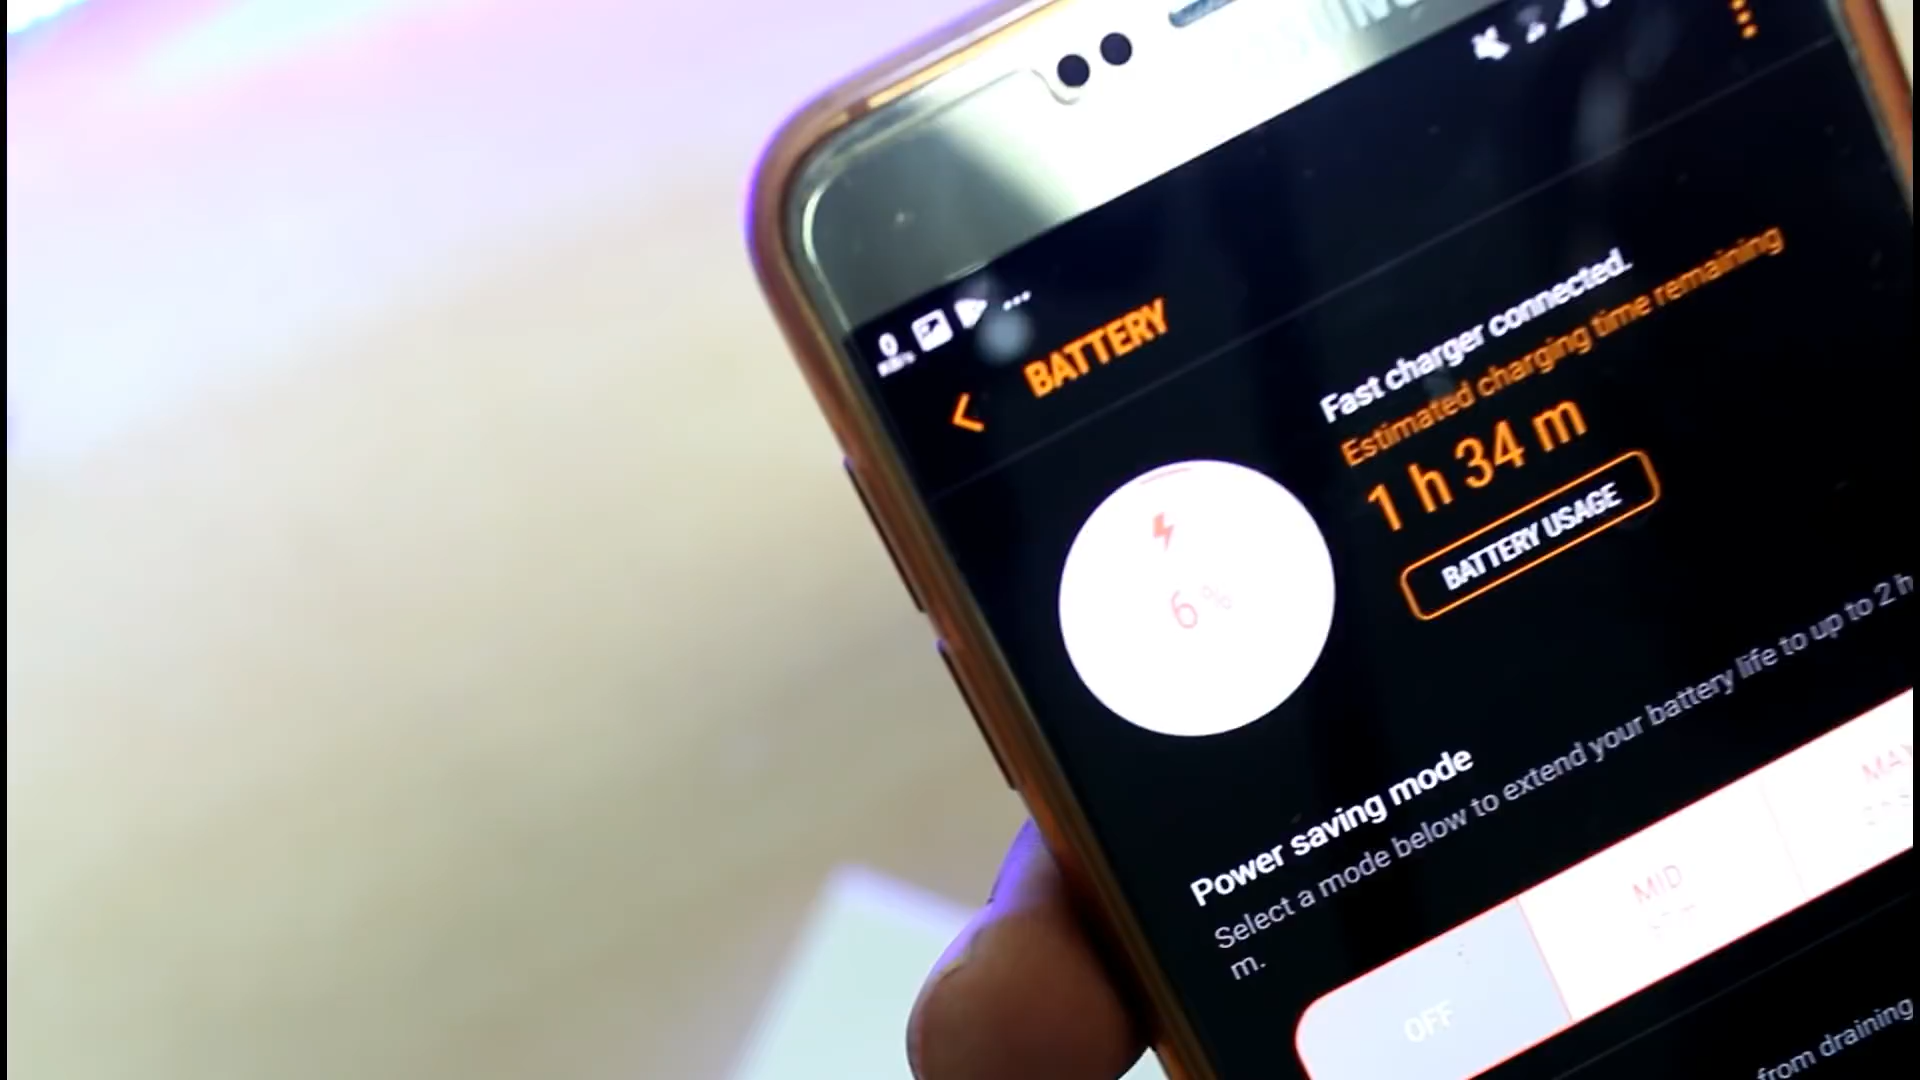 BATTERY
Fast charger connected.
Estimated charging time remaining
1 h 34 m
BATTERY USAGE
6 %
Power saving mode
Select a mode below to extend your battery life to up to 2 h
m.
OFF
MID
from draining